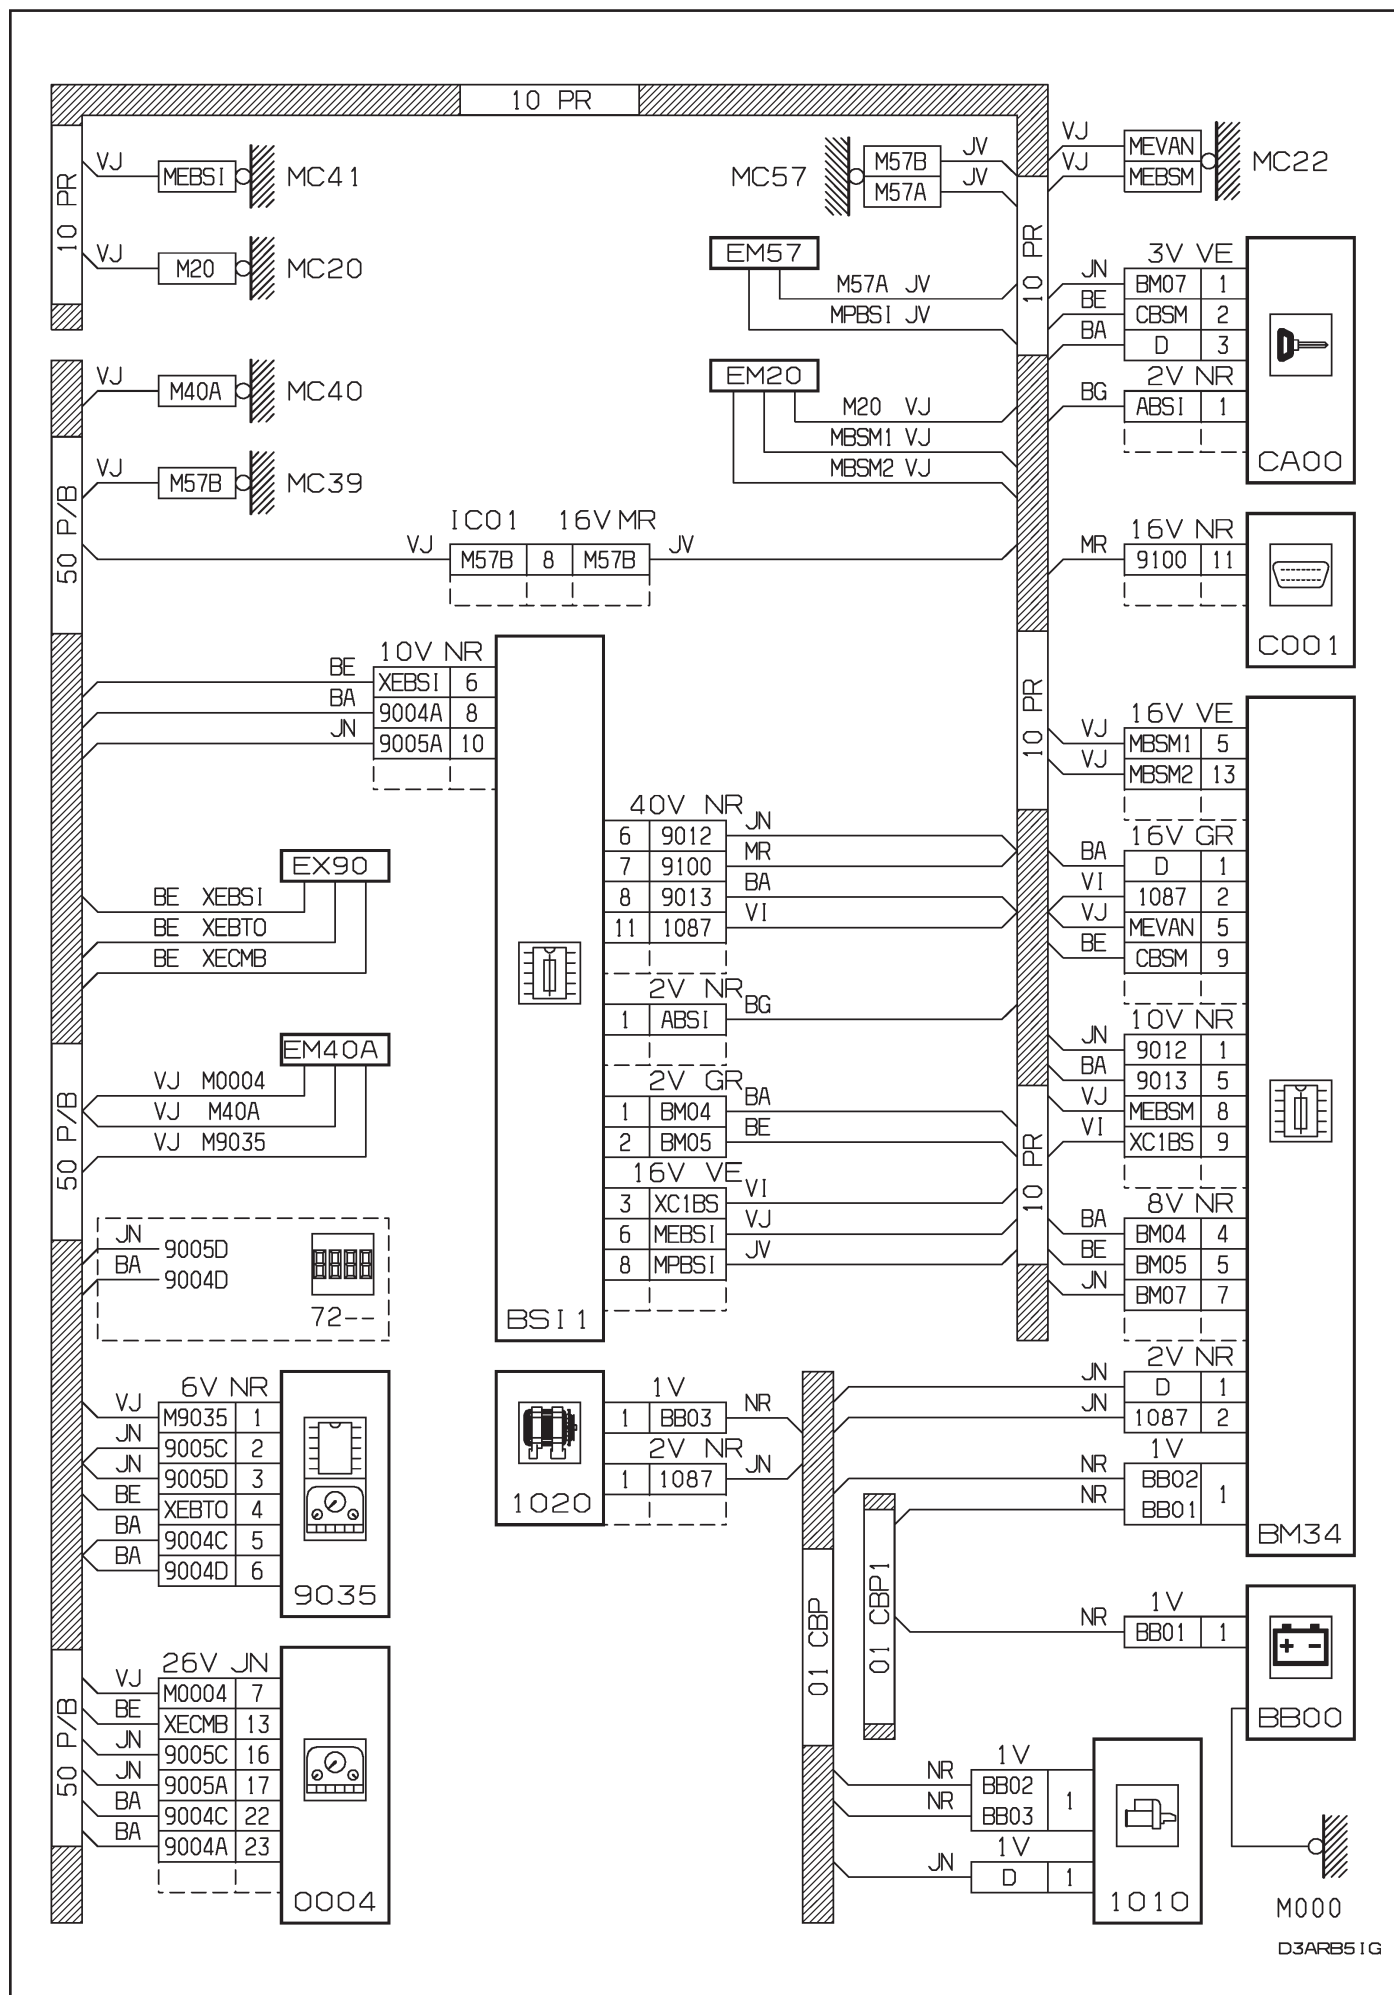 10 PR
10 PR
VJ MEBSI MC41
VJ M20 MC20
MC57 M57B JV
M57A JV
VJ MEVAN MC22
VJ MEBSM
10 PR
EM57
M57A JV
MPBSI JV
3V VE
JN BM07 1
BE CBSM 2
BA D 3
2V NR
BG ABSI 1
CA00
VJ M40A MC40
EM20
M20 VJ
MBSM1 VJ
MBSM2 VJ
VJ M57B MC39
50 P/B
IC01 16V MR
VJ M57B 8 M57B JV
16V NR
MR 9100 11
C001
10V NR
BE XEBSI 6
BA 9004A 8
JN 9005A 10
10 PR
16V VE
VJ MBSM1 5
VJ MBSM2 13
40V NR
6 9012 JN
7 9100 MR
8 9013 BA
11 1087 VI
16V GR
BA D 1
VI 1087 2
VJ MEVAN 5
BE CBSM 9
EX90
BE XEBSI
BE XEBTO
BE XECMB
2V NR
1 ABSI BG
10V NR
JN 9012 1
BA 9013 5
VJ MEBSM 8
VI XC1BS 9
EM40A
VJ M0004
VJ M40A
VJ M9035
50 P/B
2V GR
1 BM04 BA
2 BM05 BE
10 PR
16V VE
3 XC1BS VI
6 MEBSI VJ
8 MPBSI JV
BSI1
8V NR
BA BM04 4
BE BM05 5
JN BM07 7
JN 9005D
BA 9004D
72--
2V NR
JN D 1
JN 1087 2
1V
NR BB02
NR BB01
1
BM34
6V NR
VJ M9035 1
JN 9005C 2
JN 9005D 3
BE XEBTO 4
BA 9004C 5
BA 9004D 6
9035
1V
1 BB03 NR
2V NR
1 1087 JN
1020
01 CBP
01 CBP1
1V
NR BB01 1
BB00
26V JN
VJ M0004 7
BE XECMB 13
JN 9005C 16
JN 9005A 17
BA 9004C 22
BA 9004A 23
0004
50 P/B
1V
NR BB02
NR BB03
1
1V
JN D 1
1010
M000
D3ARB51G